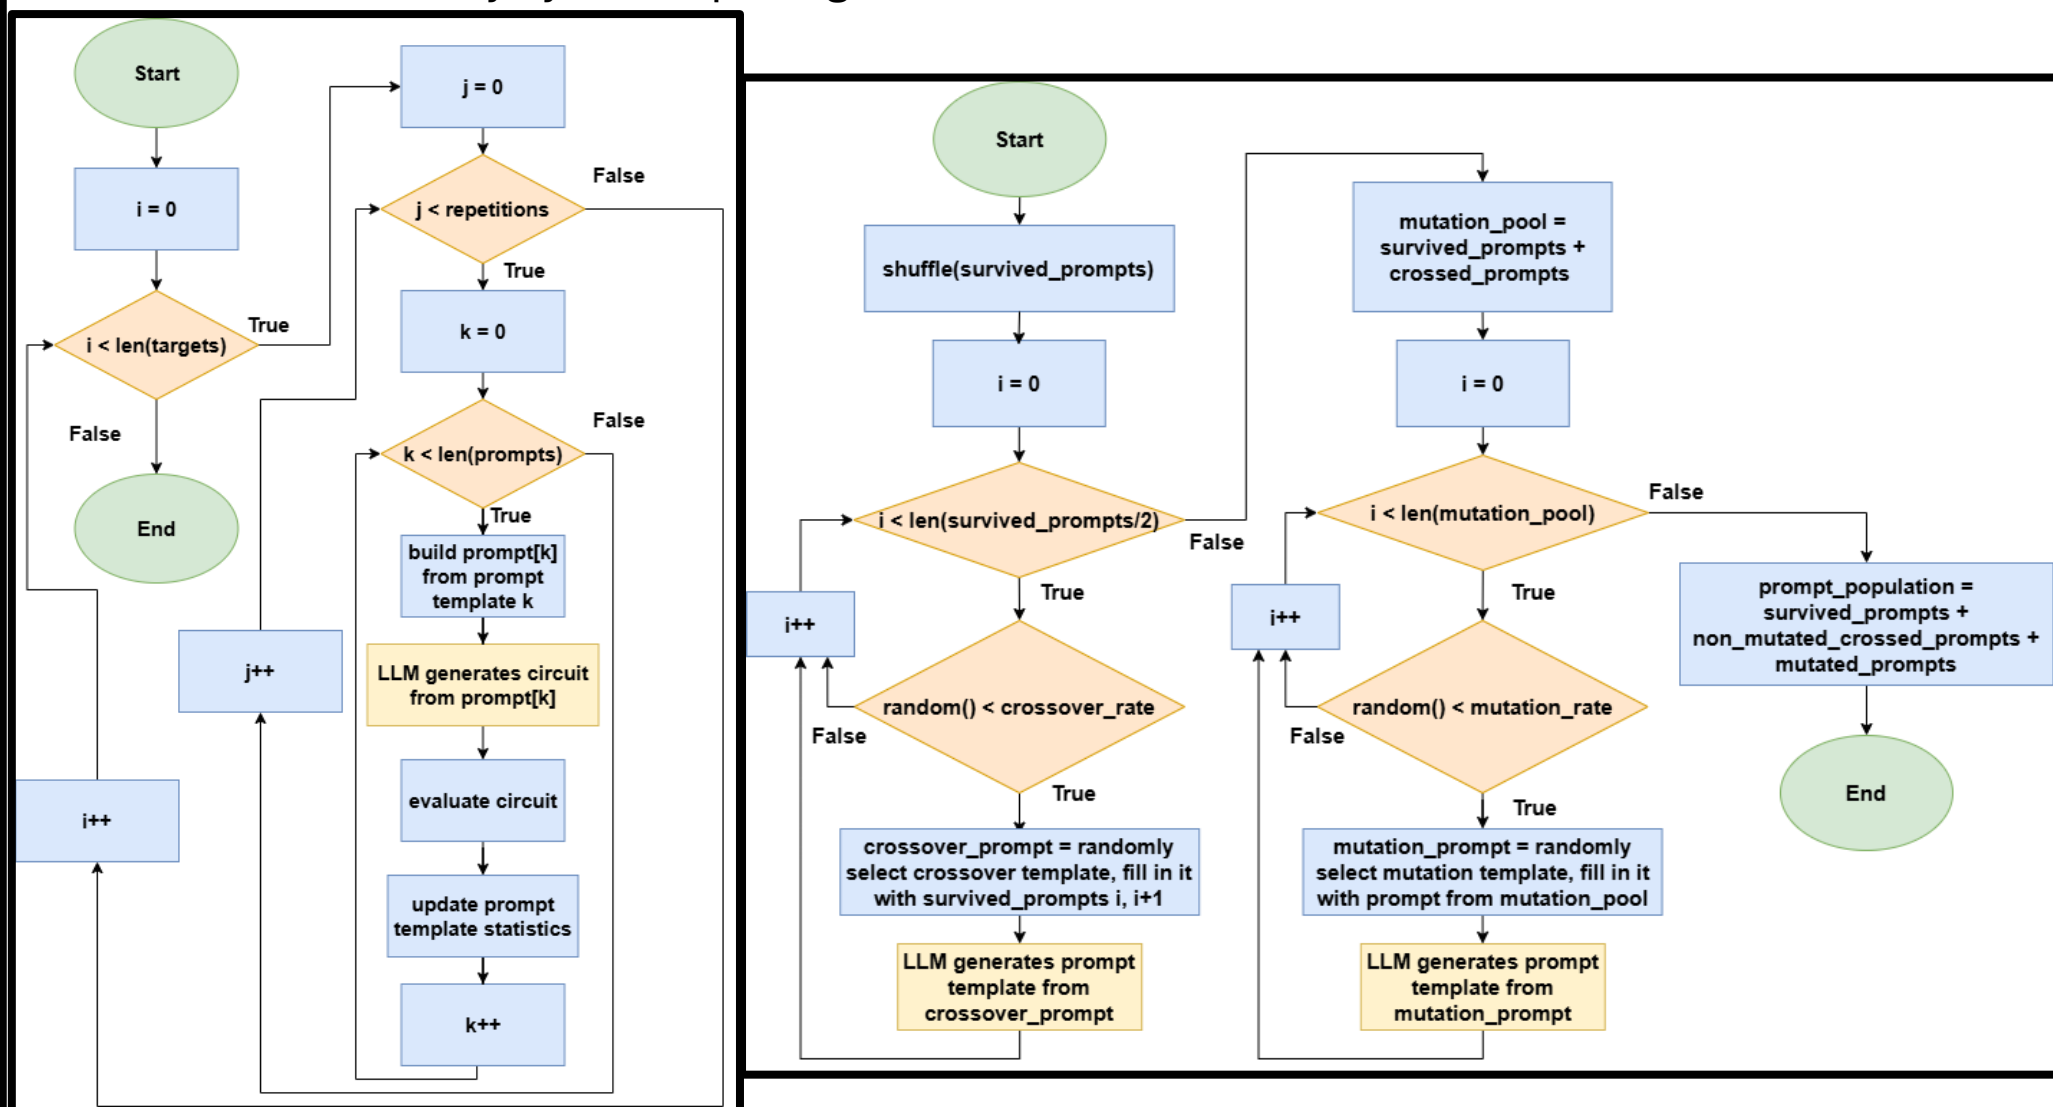 Start
i = 0
i < len(targets)
True
False
End
i++
j = 0
j < repetitions
False
True
k = 0
k < len(prompts)
False
True
build prompt[k]
from prompt
template k
LLM generates circuit
from prompt[k]
evaluate circuit
update prompt
template statistics
k++
j++
Start
shuffle(survived_prompts)
i = 0
i < len(survived_prompts/2)
False
True
i++
random() < crossover_rate
False
True
crossover_prompt = randomly
select crossover template, fill in it
with survived_prompts i, i+1
LLM generates prompt
template from
crossover_prompt
mutation_pool =
survived_prompts +
crossed_prompts
i = 0
i < len(mutation_pool)
False
True
i++
random() < mutation_rate
False
True
mutation_prompt = randomly
select mutation template, fill in it
with prompt from mutation_pool
LLM generates prompt
template from
mutation_prompt
prompt_population =
survived_prompts +
non_mutated_crossed_prompts +
mutated_prompts
End